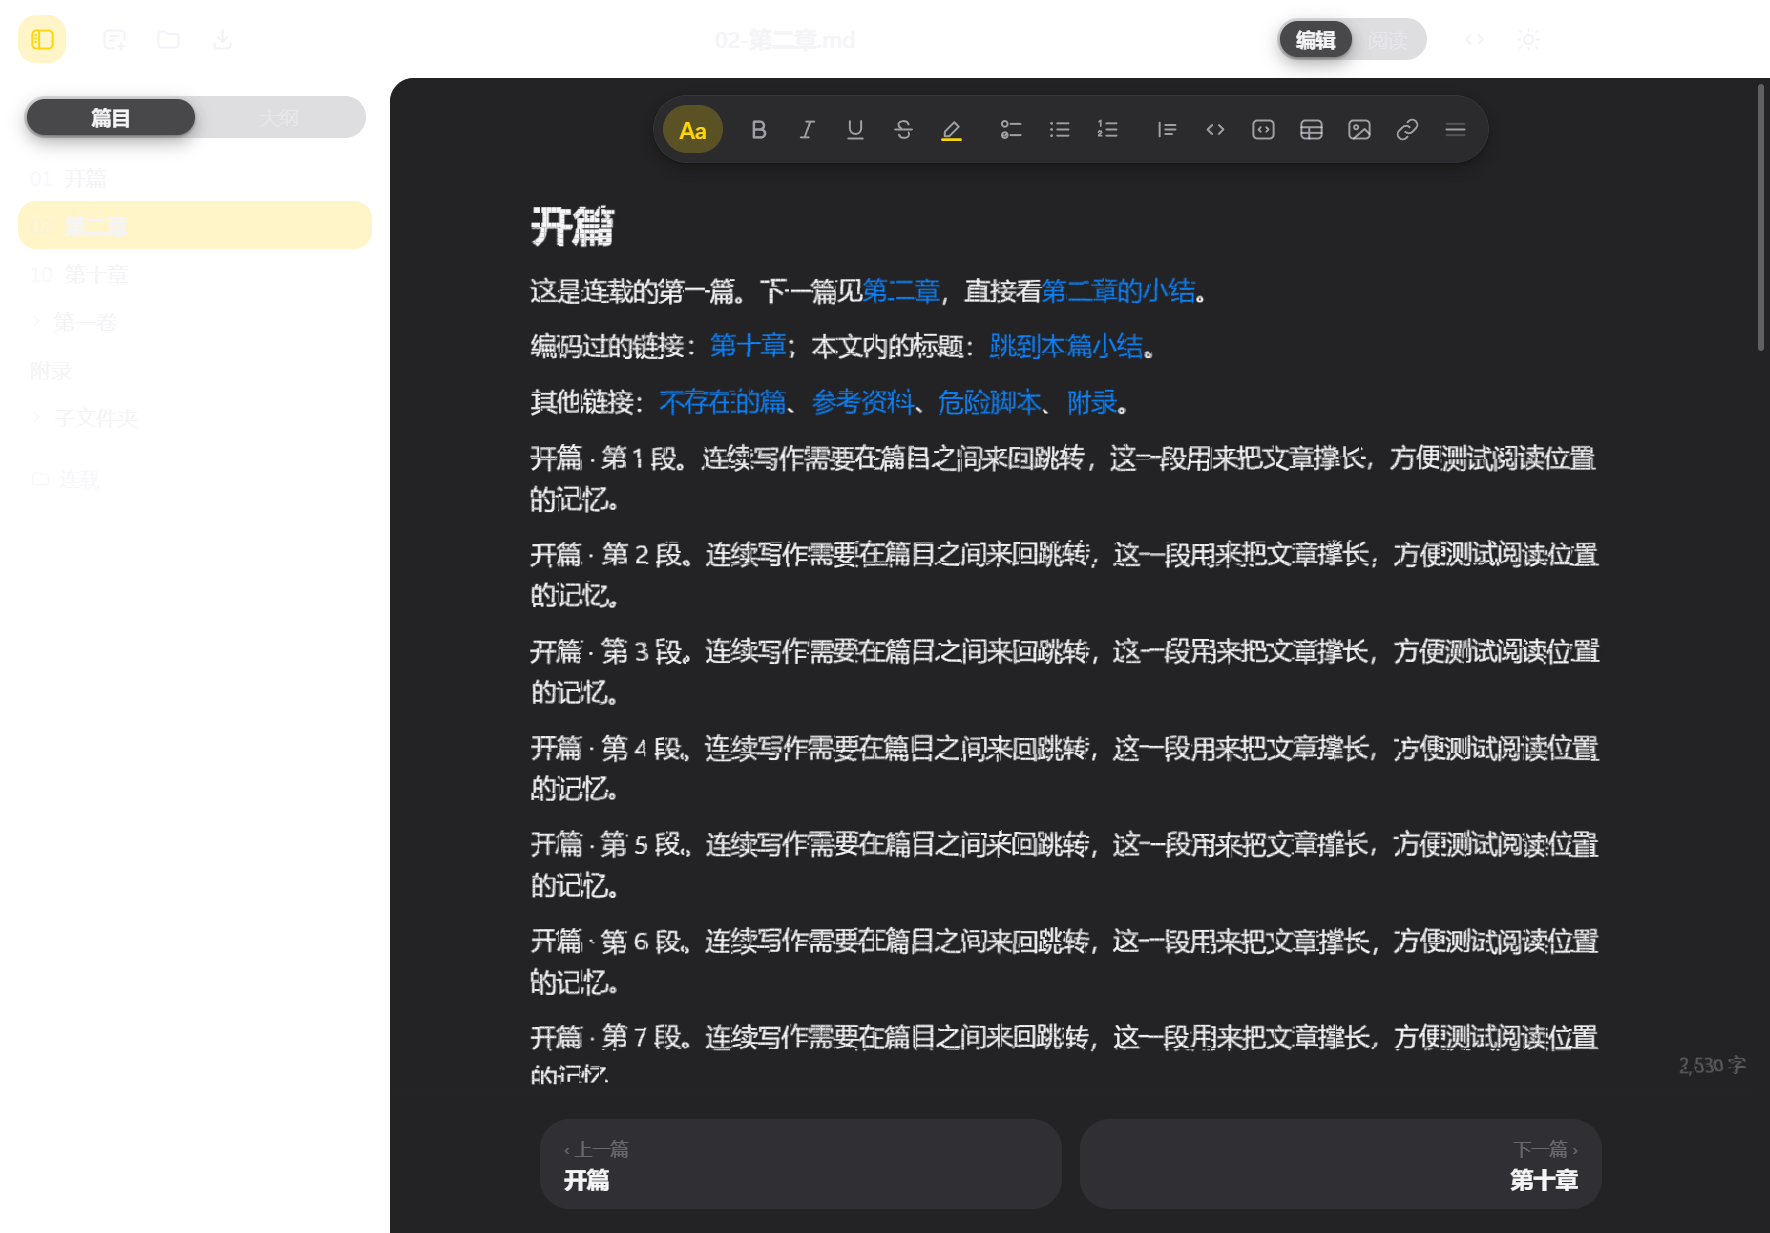 02-第二章.md
编辑
阅读
篇目
大纲
01 开篇
第二章
10 第十章
第一卷
附录
子文件夹
连载
Aa
开篇
这是连载的第一篇。下一篇见第二章，直接看第二章的小结。
编码过的链接：第十章；本文内的标题：跳到本篇小结。
其他链接：不存在的篇、参考资料、危险脚本、附录。
开篇 · 第 1 段。连续写作需要在篇目之间来回跳转，这一段用来把文章撑长，方便测试阅读位置
的记忆。
开篇 · 第 2 段。连续写作需要在篇目之间来回跳转，这一段用来把文章撑长，方便测试阅读位置
的记忆。
开篇 · 第 3 段。连续写作需要在篇目之间来回跳转，这一段用来把文章撑长，方便测试阅读位置
的记忆。
开篇 · 第 4 段。连续写作需要在篇目之间来回跳转，这一段用来把文章撑长，方便测试阅读位置
的记忆。
开篇 · 第 5 段。连续写作需要在篇目之间来回跳转，这一段用来把文章撑长，方便测试阅读位置
的记忆。
开篇 · 第 6 段。连续写作需要在篇目之间来回跳转，这一段用来把文章撑长，方便测试阅读位置
的记忆。
开篇 · 第 7 段。连续写作需要在篇目之间来回跳转，这一段用来把文章撑长，方便测试阅读位置
的记忆.
2,530 字
‹ 上一篇
开篇
下一篇 ›
第十章